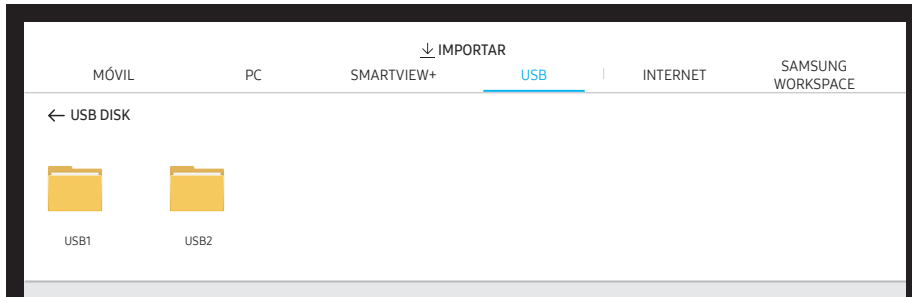 IMPORTAR
MÓVIL PC SMARTVIEW+ USB INTERNET SAMSUNG WORKSPACE
USB DISK
USB1 USB2